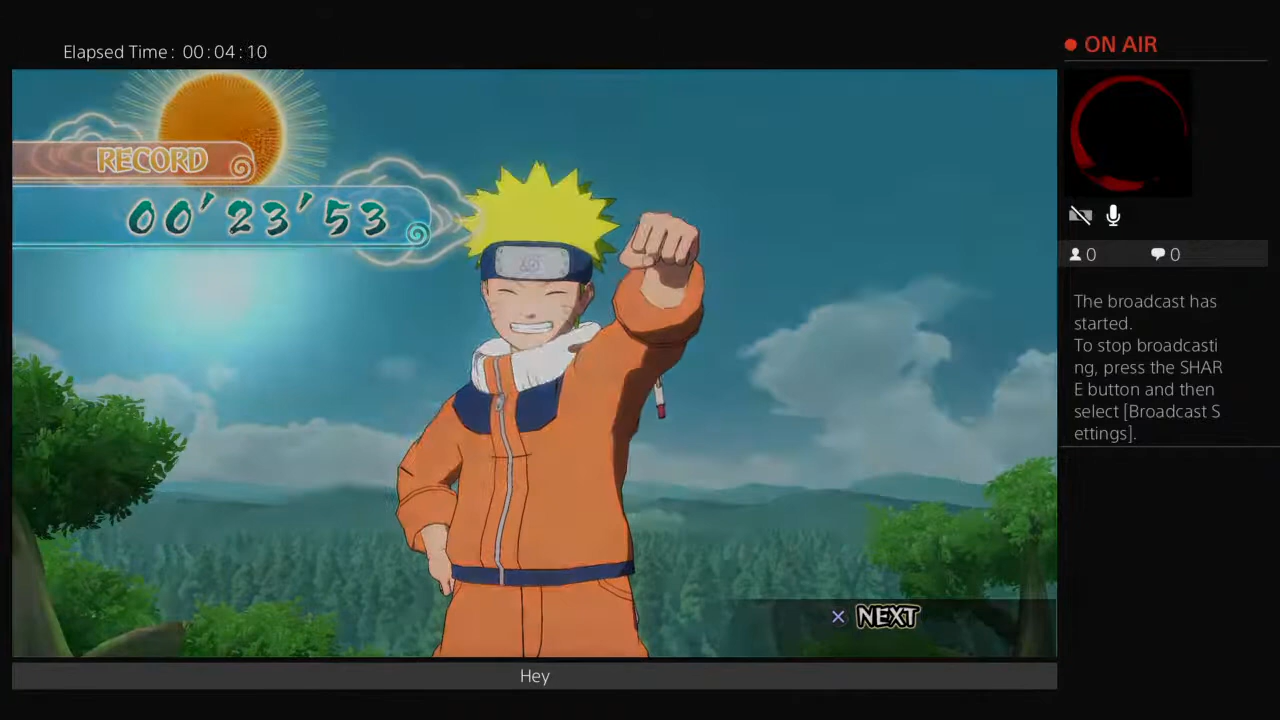 Elapsed Time: 00:04:10
ON AIR
RECORD
00'23'53
0
0
The broadcast has
started.
To stop broadcasti
ng, press the SHAR
E button and then
select [Broadcast S
ettings].
NEXT
Hey